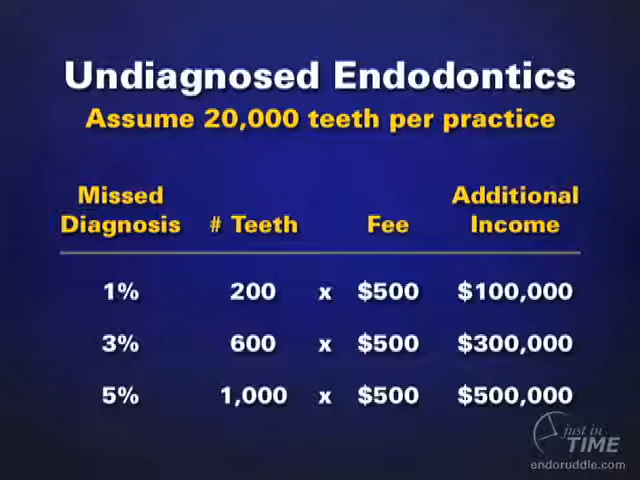 Undiagnosed Endodontics
Assume 20,000 teeth per practice
Missed Diagnosis # Teeth Fee Additional Income
1% 200 x $500 $100,000
3% 600 x $500 $300,000
5% 1,000 x $500 $500,000
just in
TIME
endoruddle.com